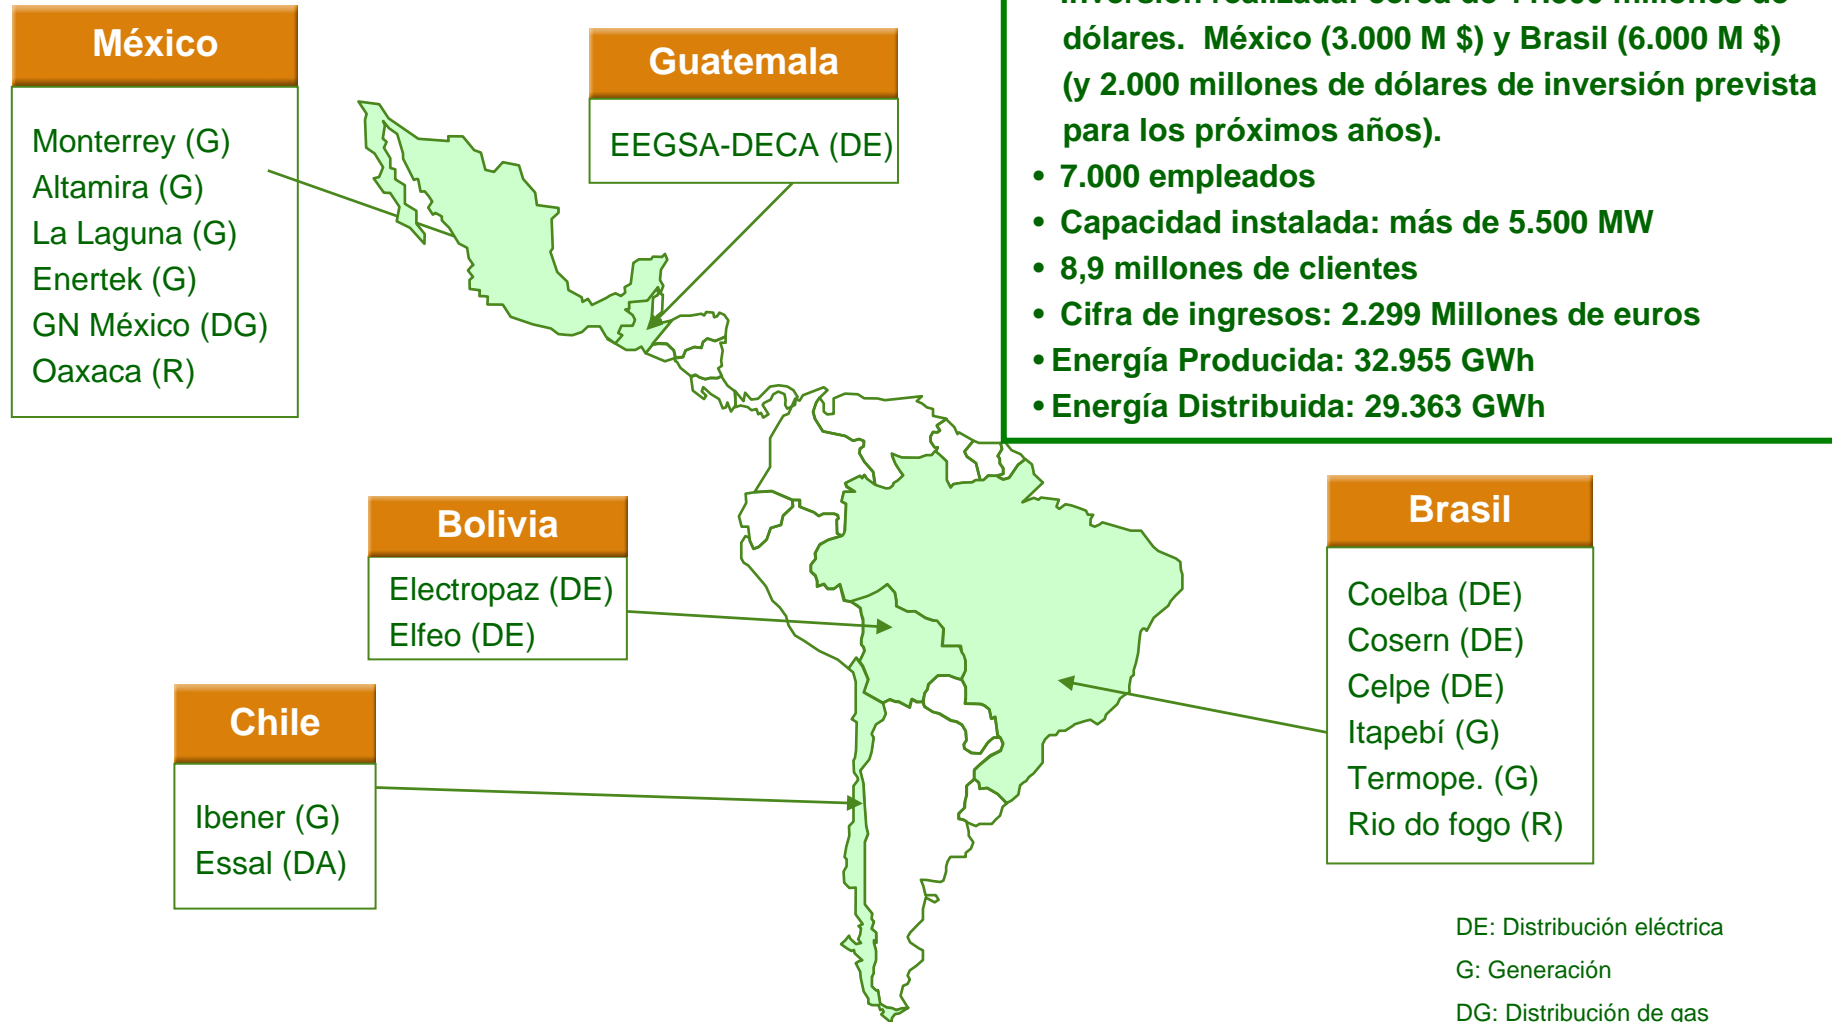 México
Monterrey (G)
Altamira (G)
La Laguna (G)
Enertek (G)
GN México (DG)
Oaxaca (R)
Guatemala
EEGSA-DECA (DE)
dólares. México (3.000 M $) y Brasil (6.000 M $)
(y 2.000 millones de dólares de inversión prevista
para los próximos años).
• 7.000 empleados
• Capacidad instalada: más de 5.500 MW
• 8,9 millones de clientes
• Cifra de ingresos: 2.299 Millones de euros
• Energía Producida: 32.955 GWh
• Energía Distribuida: 29.363 GWh
Bolivia
Electropaz (DE)
Elfeo (DE)
Chile
Ibener (G)
Essal (DA)
Brasil
Coelba (DE)
Cosern (DE)
Celpe (DE)
Itapebí (G)
Termope. (G)
Rio do fogo (R)
DE: Distribución eléctrica
G: Generación
DG: Distribución de gas